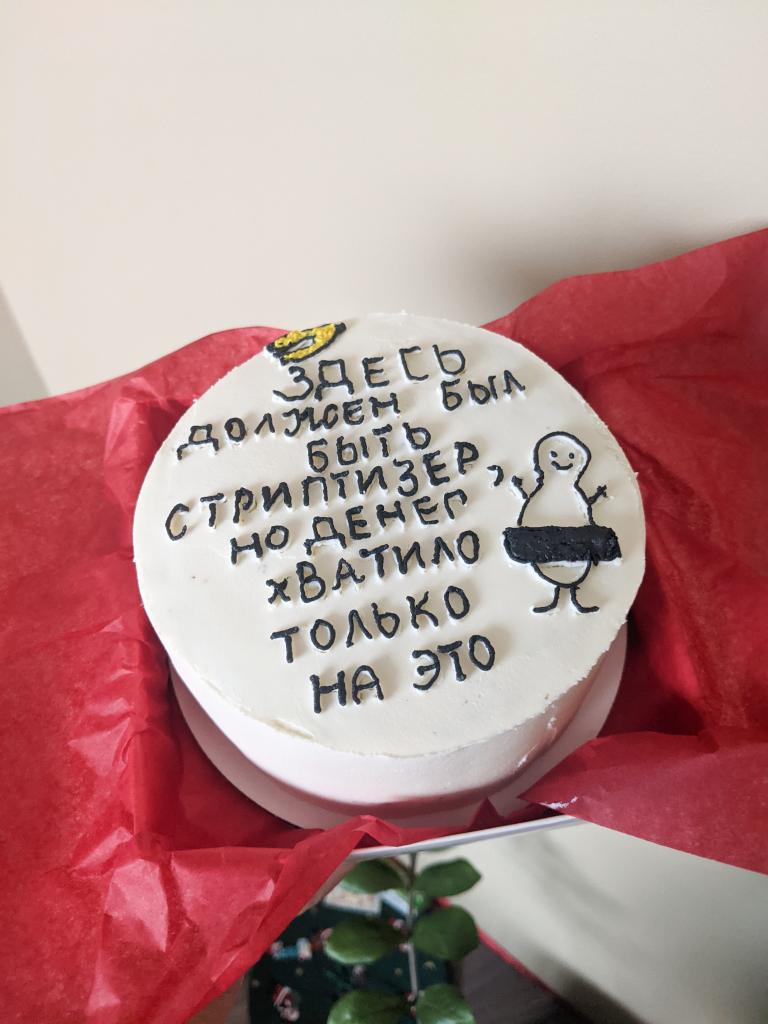 ЗДЕСЬ
ДОЛЖЕН БЫЛ
БЫТЬ
СТРИПТИЗЕР,
НО ДЕНЕГ
ХВАТИЛО
ТОЛЬКО
НА ЭТО